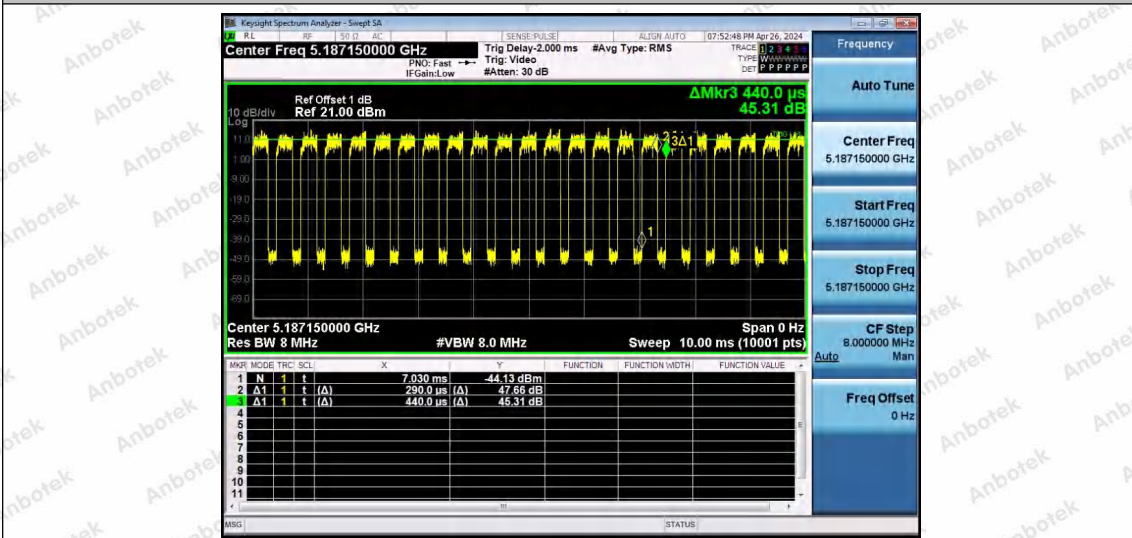 Keysight Spectrum Analyzer - Swept SA
RL RF 50 Ω AC SENSE:PULSE ALIGN AUTO 07:52:48 PM Apr 26, 2024
Center Freq 5.187150000 GHz
PNO: Fast
IFGain:Low
Trig Delay-2.000 ms
Trig: Video
#Atten: 30 dB
#Avg Type: RMS
TRACE 1 2 3 4 5 6
TYPE W
DET P P P P P P
Frequency
Auto Tune
Center Freq
5.187150000 GHz
Start Freq
5.187150000 GHz
Stop Freq
5.187150000 GHz
CF Step
8.000000 MHz
Auto Man
Freq Offset
0 Hz
ΔMkr3 440.0 µs
45.31 dB
Ref Offset 1 dB
10 dB/div Ref 21.00 dBm
Log
11.0
1.00
-9.00
-19.0
-29.0
-39.0
-49.0
-59.0
-69.0
2 3Δ1
1
Center 5.187150000 GHz Span 0 Hz
Res BW 8 MHz #VBW 8.0 MHz Sweep 10.00 ms (10001 pts)
MKR MODE TRC SCL X Y FUNCTION FUNCTION WIDTH FUNCTION VALUE
1 N 1 t 7.030 ms -44.13 dBm
2 Δ1 1 t (Δ) 290.0 µs (Δ) 47.66 dB
3 Δ1 1 t (Δ) 440.0 µs (Δ) 45.31 dB
4
5
6
7
8
9
10
11
MSG STATUS
Anbotek